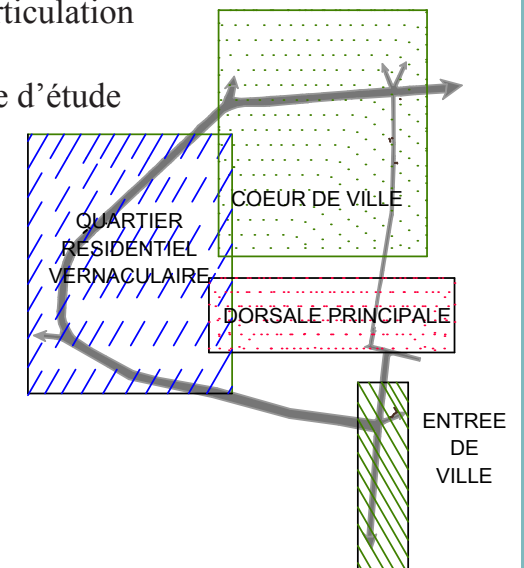 rticulation
e d’étude
COEUR DE VILLE
QUARTIER
RESIDENTIEL
VERNACULAIRE
DORSALE PRINCIPALE
ENTREE
DE
VILLE